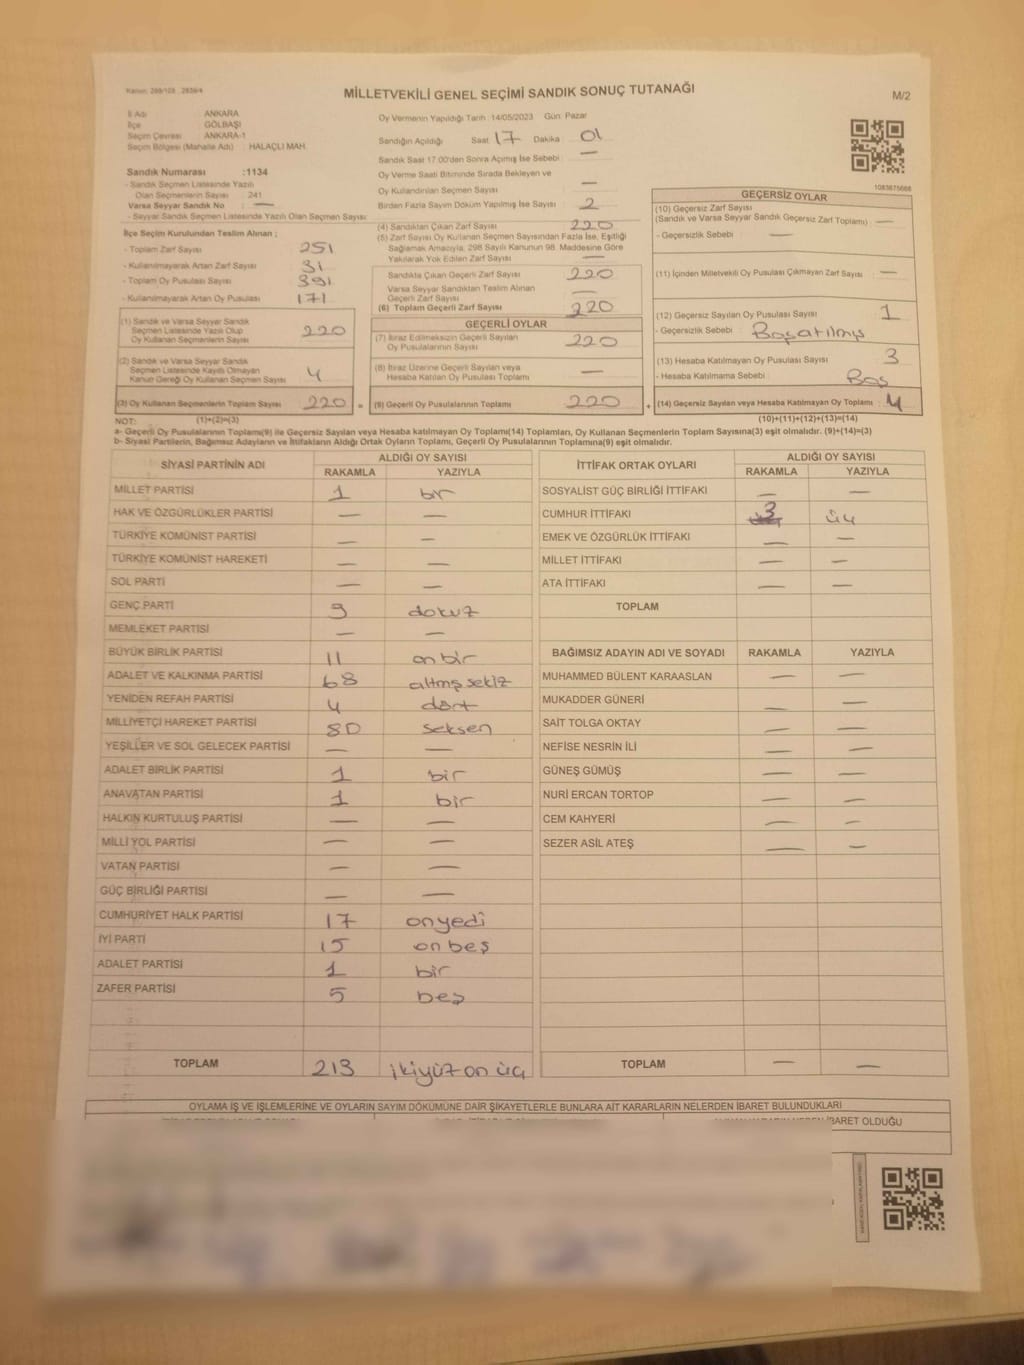 Kanun: 298/105 , 2839/4
MİLLETVEKİLİ GENEL SEÇİMİ SANDIK SONUÇ TUTANAĞI
M/2
İl Adı : ANKARA
İlçe : GÖLBAŞI
Seçim Çevresi : ANKARA-1
Seçim Bölgesi (Mahalle Adı) : HALAÇLI MAH.
Sandık Numarası :1134
- Sandık Seçmen Listesinde Yazılı
Olan Seçmenlerin Sayısı : 241
Varsa Seyyar Sandık No : —
- Seyyar Sandık Seçmen Listesinde Yazılı Olan Seçmen Sayısı
İlçe Seçim Kurulundan Teslim Alınan ;
- Toplam Zarf Sayısı 251
- Kullanılmayarak Artan Zarf Sayısı 31
- Toplam Oy Pusulası Sayısı 391
- Kullanılmayarak Artan Oy Pusulası 171
(1) Sandık ve Varsa Seyyar Sandık
Seçmen Listesinde Yazılı Olup
Oy Kullanan Seçmenlerin Sayısı 220
(2) Sandık ve Varsa Seyyar Sandık
Seçmen Listesinde Kayıtlı Olmayan
Kanun Gereği Oy Kullanan Seçmen Sayısı 4
(3) Oy Kullanan Seçmenlerin Toplam Sayısı 220 =
Oy Vermenin Yapıldığı Tarih :14/05/2023 Gün: Pazar
Sandığın Açıldığı Saat 17 Dakika 01
Sandık Saat 17:00'den Sonra Açılmış İse Sebebi : —
Oy Verme Saati Bitiminde Sırada Bekleyen ve
Oy Kullandırılan Seçmen Sayısı —
Birden Fazla Sayım Döküm Yapılmış İse Sayısı 2
(4) Sandıktan Çıkan Zarf Sayısı 220
(5) Zarf Sayısı Oy Kullanan Seçmen Sayısından Fazla İse, Eşitliği
Sağlamak Amacıyla, 298 Sayılı Kanunun 98. Maddesine Göre
Yakılarak Yok Edilen Zarf Sayısı —
Sandıkta Çıkan Geçerli Zarf Sayısı 220
Varsa Seyyar Sandıktan Teslim Alınan
Geçerli Zarf Sayısı —
(6) Toplam Geçerli Zarf Sayısı 220
GEÇERLİ OYLAR
(7) İtiraz Edilmeksizin Geçerli Sayılan
Oy Pusulalarının Sayısı 220
(8) İtiraz Üzerine Geçerli Sayılan veya
Hesaba Katılan Oy Pusulası Toplamı —
(9) Geçerli Oy Pusulalarının Toplamı 220 +
1083675666
GEÇERSİZ OYLAR
(10) Geçersiz Zarf Sayısı
(Sandık ve Varsa Seyyar Sandık Geçersiz Zarf Toplamı) —
- Geçersizlik Sebebi : —
(11) İçinden Milletvekili Oy Pusulası Çıkmayan Zarf Sayısı —
(12) Geçersiz Sayılan Oy Pusulası Sayısı 1
- Geçersizlik Sebebi : Boşatılmış
(13) Hesaba Katılmayan Oy Pusulası Sayısı 3
- Hesaba Katılmama Sebebi Boş
(14) Geçersiz Sayılan veya Hesaba Katılmayan Oy Toplamı 4
NOT: (1)+(2)=(3) (10)+(11)+(12)+(13)=(14)
a- Geçerli Oy Pusulalarının Toplamı(9) ile Geçersiz Sayılan veya Hesaba katılmayan Oy Toplamı(14) Toplamları, Oy Kullanan Seçmenlerin Toplam Sayısına(3) eşit olmalıdır. (9)+(14)=(3)
b- Siyasi Partilerin, Bağımsız Adayların ve İttifakların Aldığı Ortak Oyların Toplamı, Geçerli Oy Pusulalarının Toplamına(9) eşit olmalıdır.
SİYASİ PARTİNİN ADI ALDIĞI OY SAYISI
RAKAMLA YAZIYLA
MİLLET PARTİSİ 1 bir
HAK VE ÖZGÜRLÜKLER PARTİSİ — —
TÜRKİYE KOMÜNİST PARTİSİ — —
TÜRKİYE KOMÜNİST HAREKETİ — —
SOL PARTİ — —
GENÇ PARTİ 9 dokuz
MEMLEKET PARTİSİ — —
BÜYÜK BİRLİK PARTİSİ 11 on bir
ADALET VE KALKINMA PARTİSİ 68 altmış sekiz
YENİDEN REFAH PARTİSİ 4 dört
MİLLİYETÇİ HAREKET PARTİSİ 80 seksen
YEŞİLLER VE SOL GELECEK PARTİSİ — —
ADALET BİRLİK PARTİSİ 1 bir
ANAVATAN PARTİSİ 1 bir
HALKIN KURTULUŞ PARTİSİ — —
MİLLİ YOL PARTİSİ — —
VATAN PARTİSİ — —
GÜÇ BİRLİĞİ PARTİSİ — —
CUMHURİYET HALK PARTİSİ 17 onyedi
İYİ PARTİ 15 on beş
ADALET PARTİSİ 1 bir
ZAFER PARTİSİ 5 beş
TOPLAM 213 ikiyüz on üç
İTTİFAK ORTAK OYLARI ALDIĞI OY SAYISI
RAKAMLA YAZIYLA
SOSYALİST GÜÇ BİRLİĞİ İTTİFAKI — —
CUMHUR İTTİFAKI 3 üç
EMEK VE ÖZGÜRLÜK İTTİFAKI — —
MİLLET İTTİFAKI — —
ATA İTTİFAKI — —
TOPLAM
BAĞIMSIZ ADAYIN ADI VE SOYADI RAKAMLA YAZIYLA
MUHAMMED BÜLENT KARAASLAN — —
MUKADDER GÜNERİ — —
SAİT TOLGA OKTAY — —
NEFİSE NESRİN İLİ — —
GÜNEŞ GÜMÜŞ — —
NURİ ERCAN TORTOP — —
CEM KAHYERİ — —
SEZER ASİL ATEŞ — —
TOPLAM — —
OYLAMA İŞ VE İŞLEMLERİNE VE OYLARIN SAYIM DÖKÜMÜNE DAİR ŞİKAYETLERLE BUNLARA AİT KARARLARIN NELERDEN İBARET BULUNDUKLARI
İBARET OLDUĞU